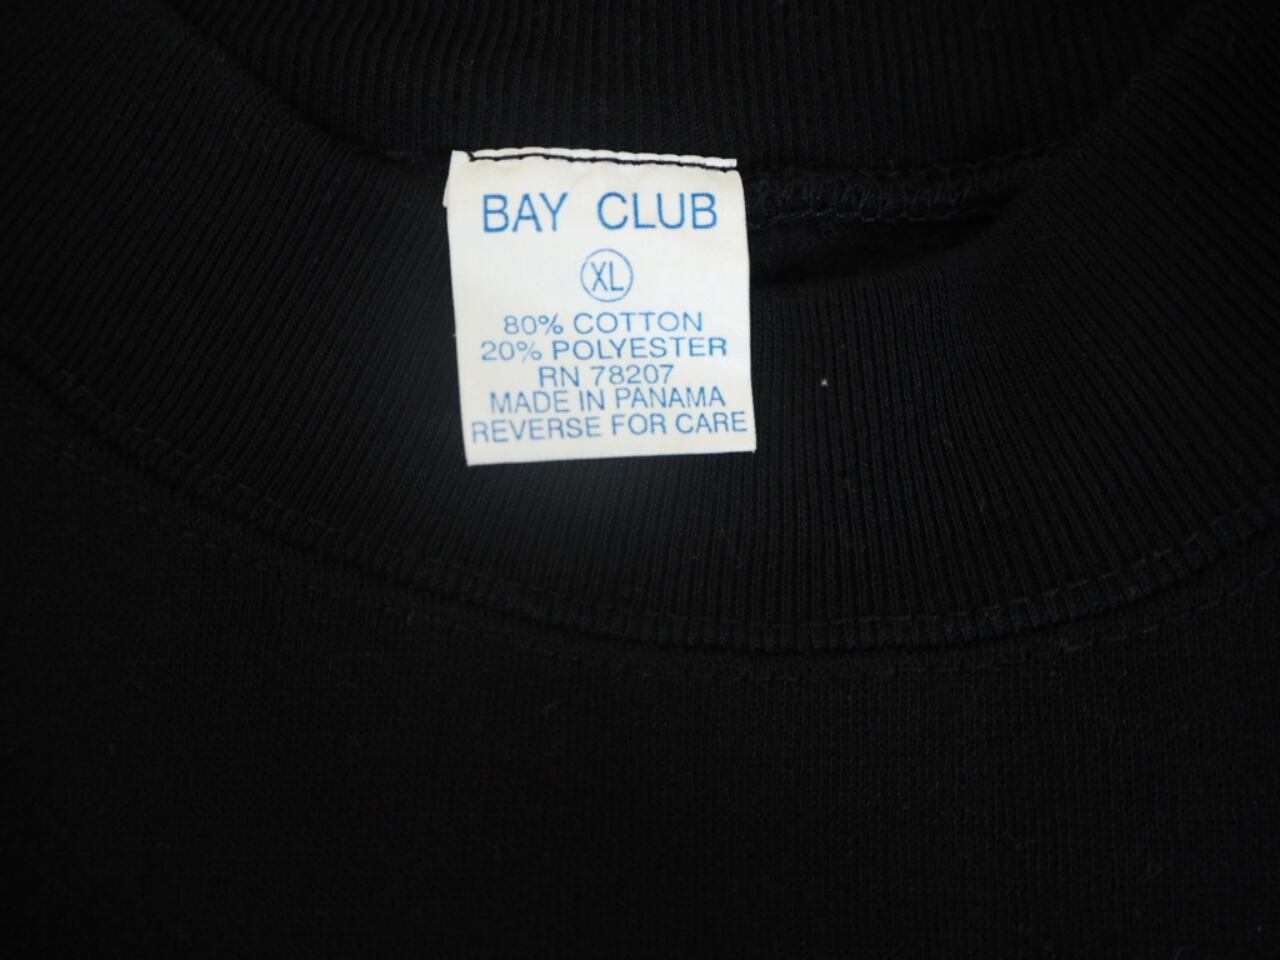 BAY CLUB
XL
80% COTTON
20% POLYESTER
RN 78207
MADE IN PANAMA
REVERSE FOR CARE